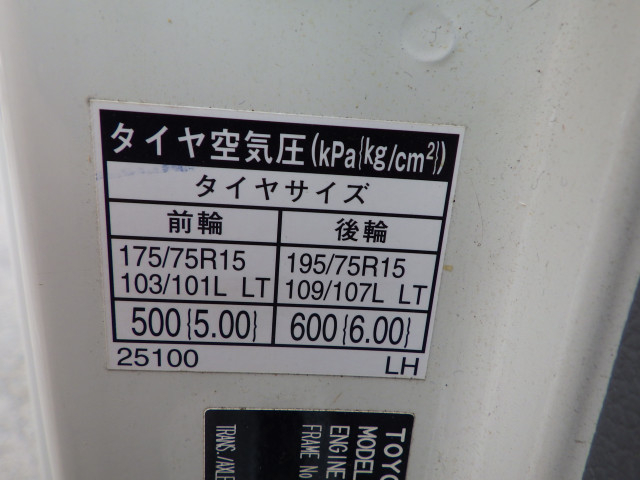 タイヤ空気圧(kPa{kg/cm²})
タイヤサイズ
前輪 後輪
175/75R15 195/75R15
103/101L LT 109/107L LT
500{5.00} 600{6.00}
25100 LH
TOYO
MODEL
ENGINE
FRAME No
TRANS./AXLE